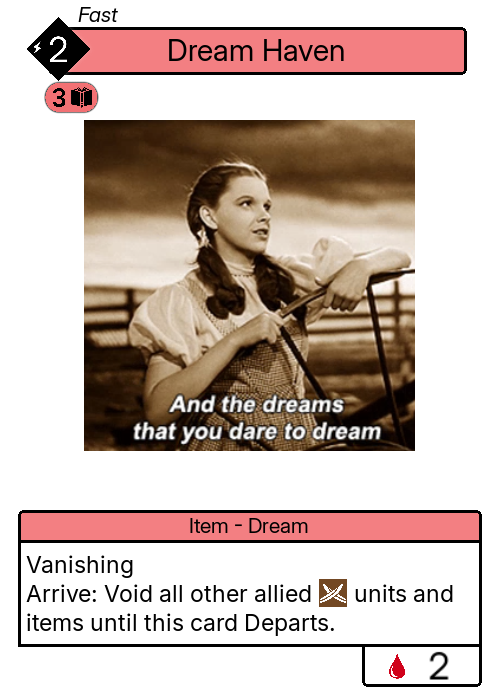 Fast
2
Dream Haven
3
And the dreams
that you dare to dream
Item - Dream
Vanishing
Arrive: Void all other allied units and
items until this card Departs.
2